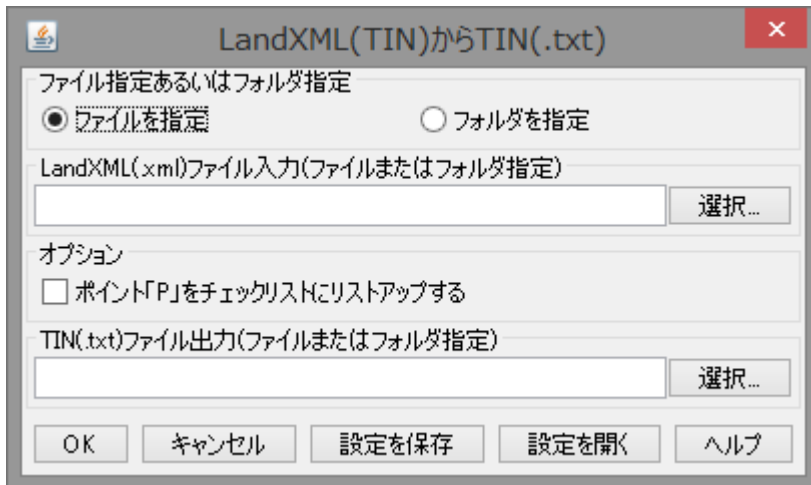 LandXML(TIN)からTIN(.txt)
ファイル指定あるいはフォルダ指定
ファイルを指定 フォルダを指定
LandXML(.xml)ファイル入力(ファイルまたはフォルダ指定)
選択...
オプション
ポイント「P」をチェックリストにリストアップする
TIN(.txt)ファイル出力(ファイルまたはフォルダ指定)
選択...
OK キャンセル 設定を保存 設定を開く ヘルプ